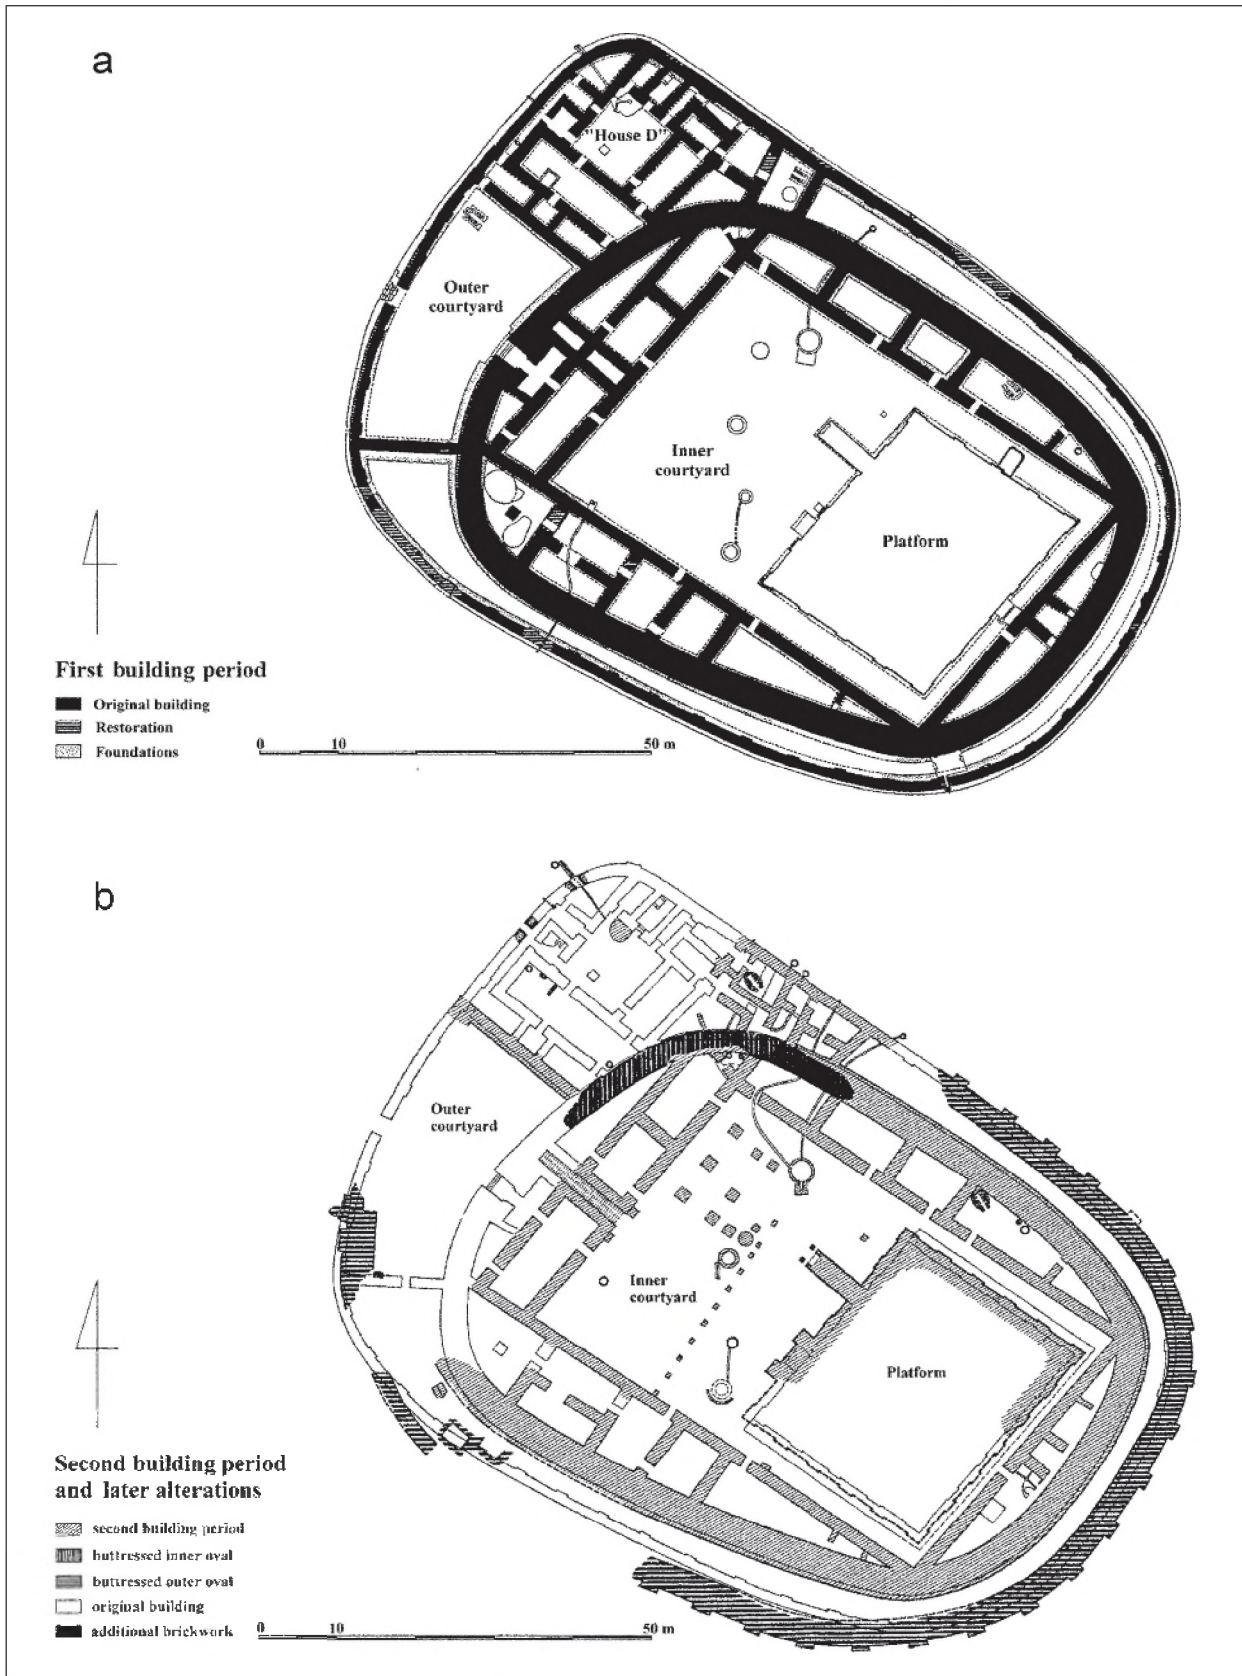 a
"House D"
Outer
courtyard
Inner
courtyard
Platform
First building period
Original building
Restoration
Foundations
0 10 50 m
b
Outer
courtyard
Inner
courtyard
Platform
Second building period
and later alterations
second building period
buttressed inner oval
buttressed outer oval
original building
additional brickwork
0 10 50 m